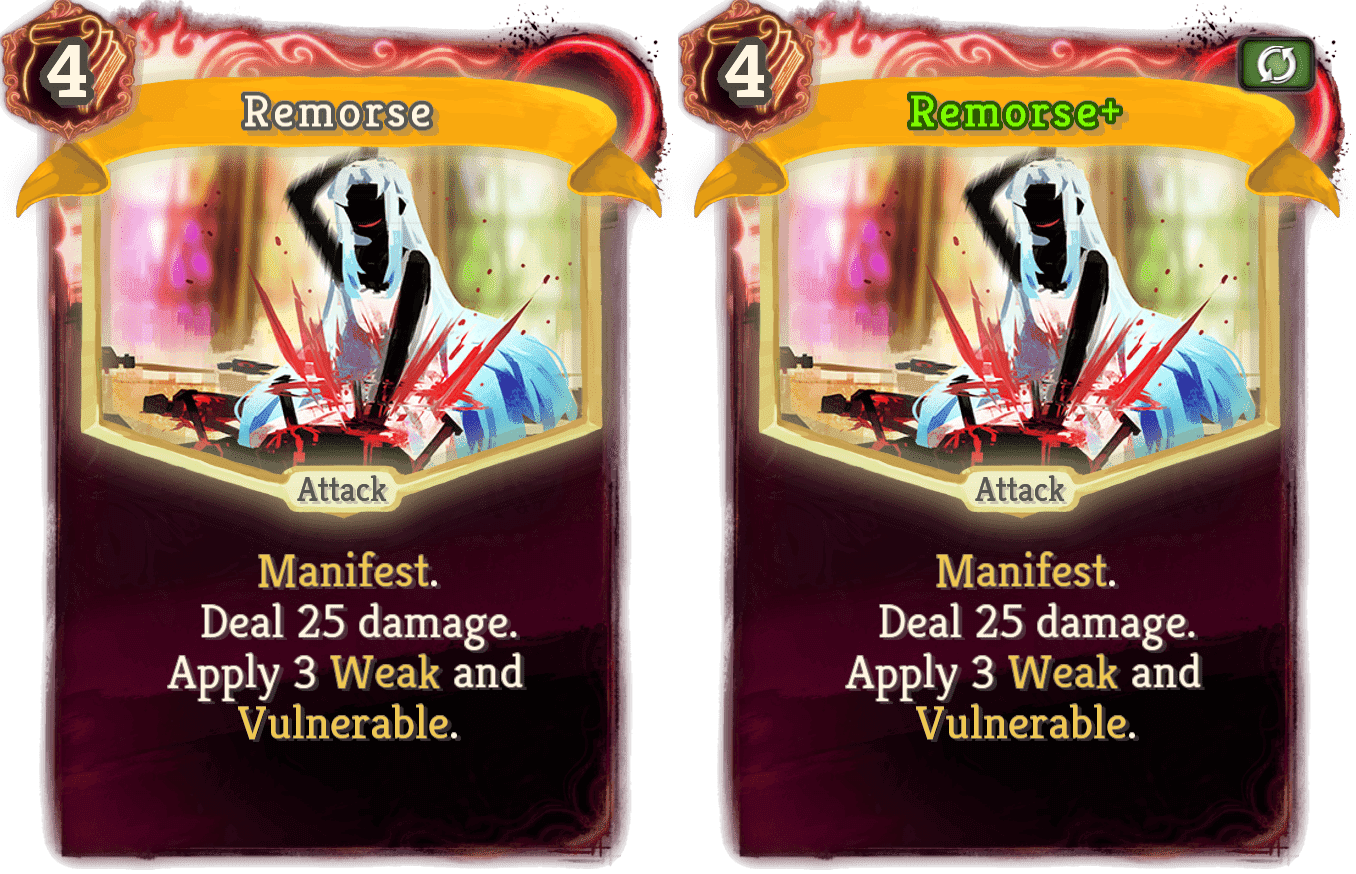 4
Remorse
Attack
Manifest.
Deal 25 damage.
Apply 3 Weak and
Vulnerable.
4
Remorse+
Attack
Manifest.
Deal 25 damage.
Apply 3 Weak and
Vulnerable.